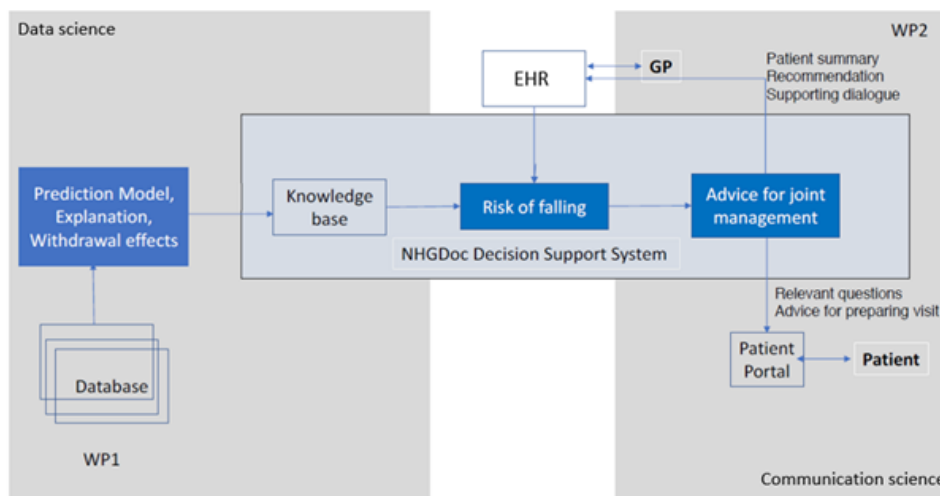 Data science
WP2
EHR
GP
Patient summary
Recommendation
Supporting dialogue
Prediction Model,
Explanation,
Withdrawal effects
Knowledge
base
Risk of falling
Advice for joint
management
NHGDoc Decision Support System
Relevant questions
Advice for preparing visit
Database
Patient
Portal
Patient
WP1
Communication science